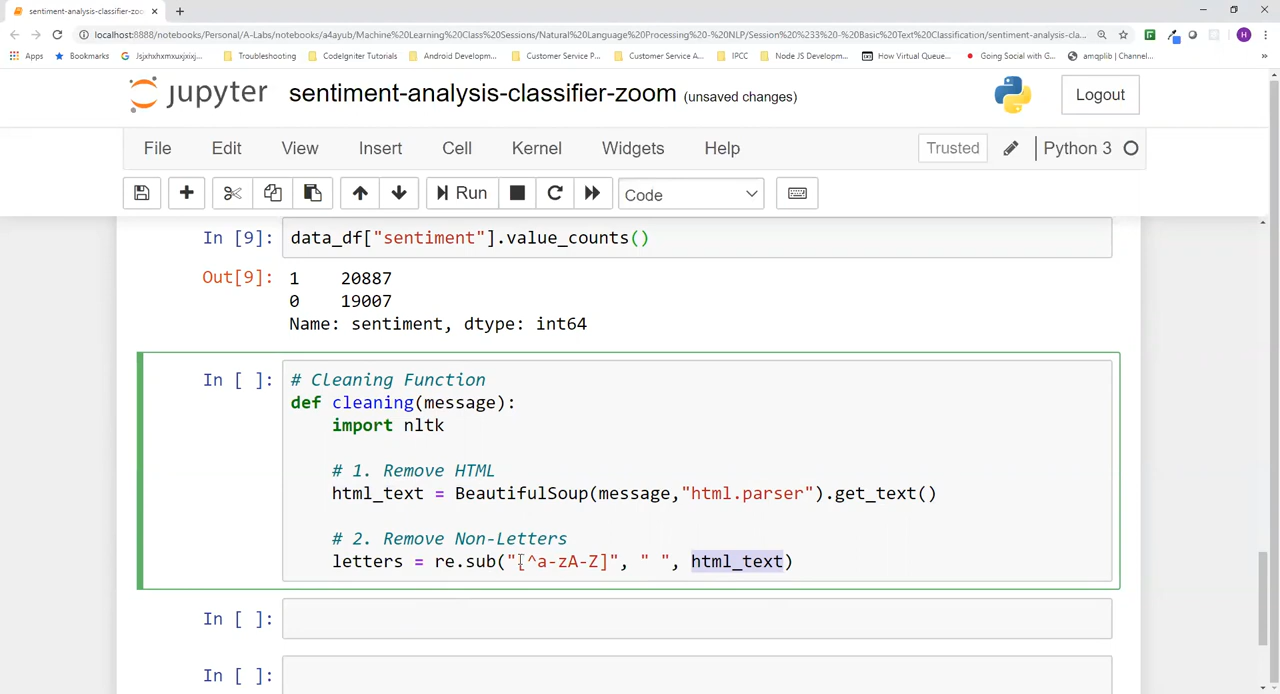 sentiment-analysis-classifier-zoom
localhost:8888/notebooks/Personal/A-Labs/notebooks/a4ayub/Machine%20Learning%20Class%20Sessions/Natural%20Language%20Processing%20-%20NLP/Session%20%233%20-%20Basic%20Text%20Classification/sentiment-analysis-cla...
H
Apps Bookmarks Jsjxhxhxmxuxjxixj... Troubleshooting CodeIgniter Tutorials Android Developm... Customer Service P... Customer Service A... IPCC Node JS Developm... How Virtual Queue... Going Social with G... amqplib | Channel...
jupyter sentiment-analysis-classifier-zoom (unsaved changes) Logout
File Edit View Insert Cell Kernel Widgets Help Trusted Python 3
Run Code
In [9]: data_df["sentiment"].value_counts()
Out[9]: 1 20887
0 19007
Name: sentiment, dtype: int64
In [ ]: # Cleaning Function
def cleaning(message):
import nltk
# 1. Remove HTML
html_text = BeautifulSoup(message,"html.parser").get_text()
# 2. Remove Non-Letters
letters = re.sub("[^a-zA-Z]", " ", html_text)
In [ ]:
In [ ]: